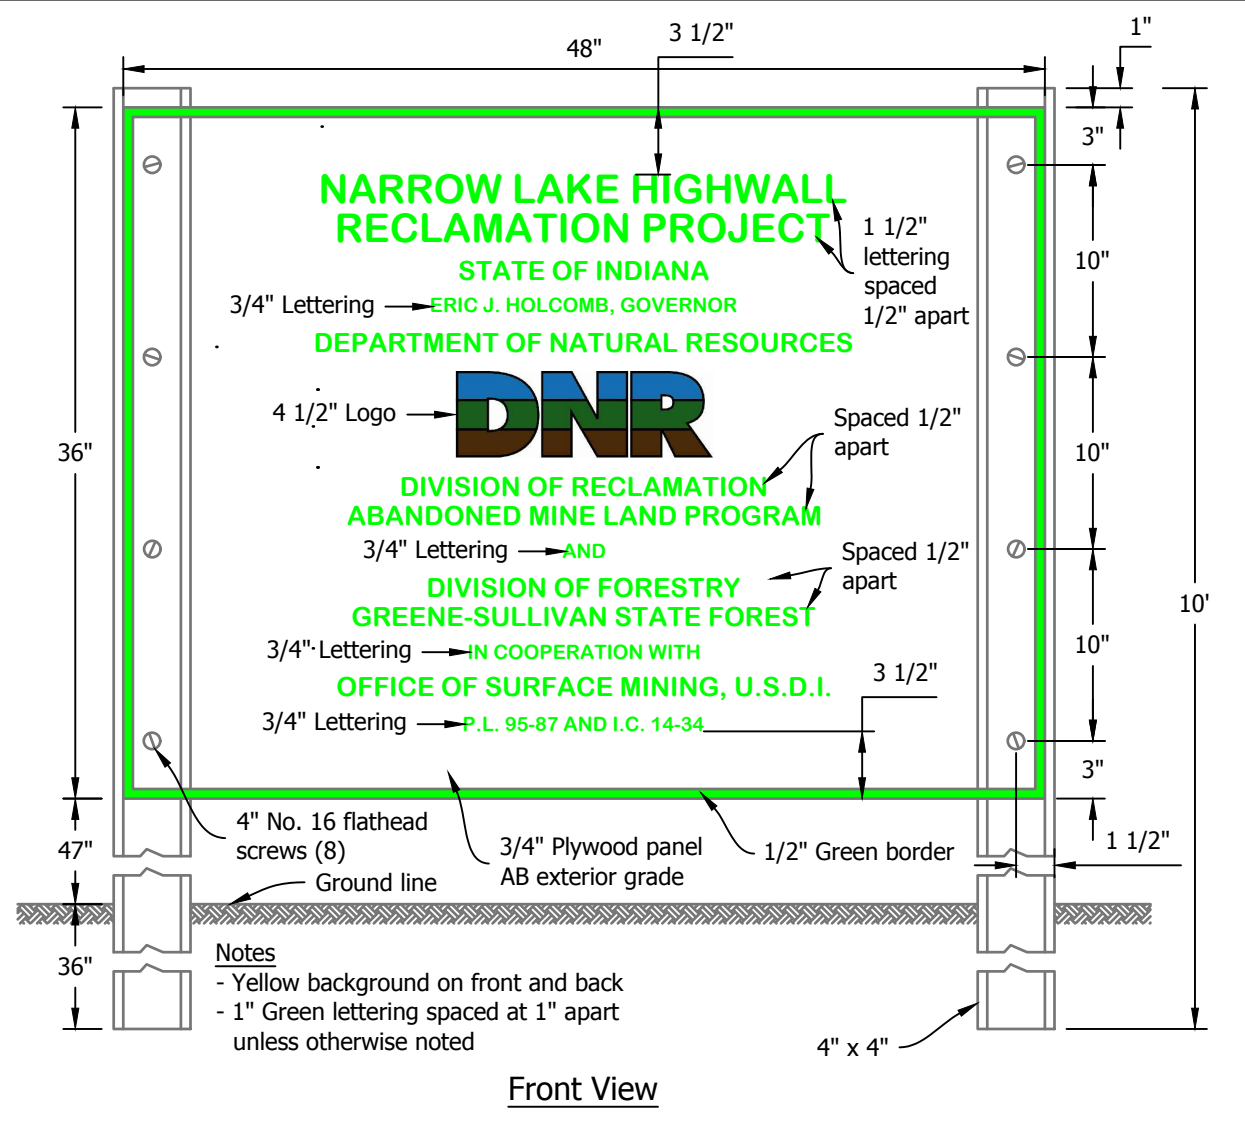 48"
3 1/2"
1"
3"
NARROW LAKE HIGHWALL
RECLAMATION PROJECT
1 1/2"
lettering
spaced
1/2" apart
10"
STATE OF INDIANA
3/4" Lettering
ERIC J. HOLCOMB, GOVERNOR
DEPARTMENT OF NATURAL RESOURCES
4 1/2" Logo
DNR
Spaced 1/2"
apart
36"
10"
DIVISION OF RECLAMATION
ABANDONED MINE LAND PROGRAM
3/4" Lettering
AND
Spaced 1/2"
apart
DIVISION OF FORESTRY
GREENE-SULLIVAN STATE FOREST
10'
3/4" Lettering
IN COOPERATION WITH
10"
3 1/2"
OFFICE OF SURFACE MINING, U.S.D.I.
3/4" Lettering
P.L. 95-87 AND I.C. 14-34
3"
4" No. 16 flathead
screws (8)
3/4" Plywood panel
AB exterior grade
1/2" Green border
1 1/2"
47"
Ground line
36"
Notes
- Yellow background on front and back
- 1" Green lettering spaced at 1" apart
unless otherwise noted
4" x 4"
Front View